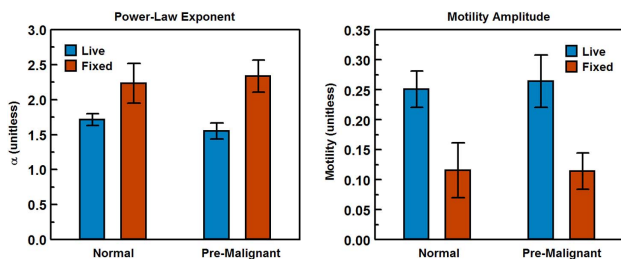 Power-Law Exponent
α (unitless)
3.0
2.5
2.0
1.5
1.0
0.5
0.0
Live
Fixed
Normal
Pre-Malignant
Motility Amplitude
Motility (unitless)
0.35
0.30
0.25
0.20
0.15
0.10
0.05
0.00
Live
Fixed
Normal
Pre-Malignant